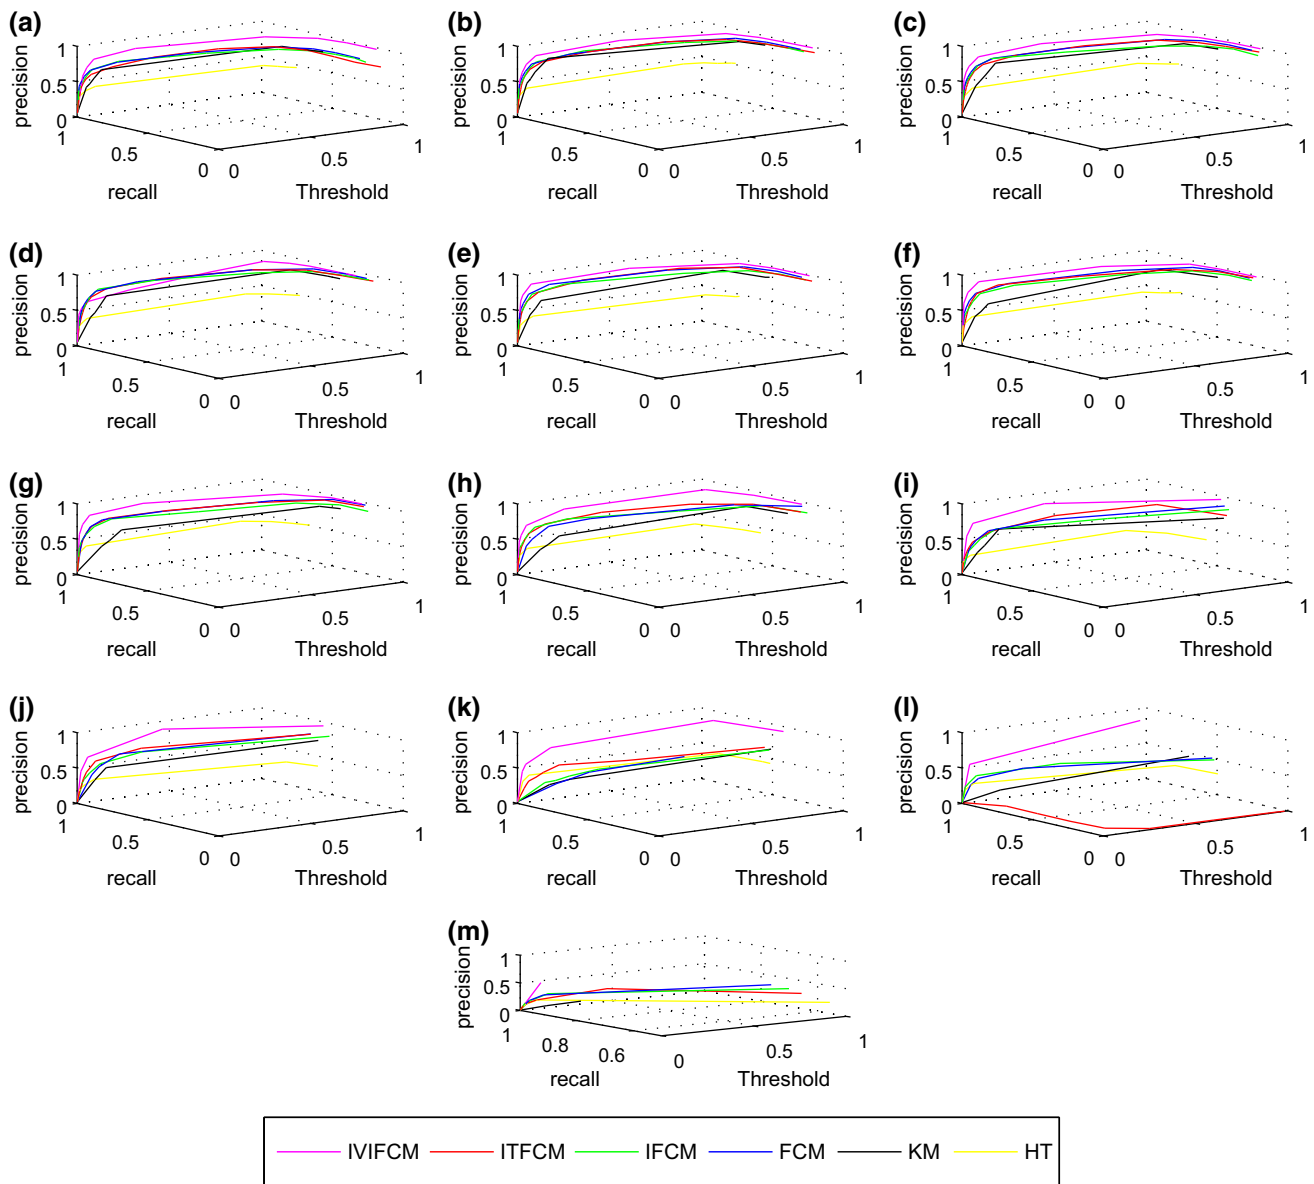 (a)
precision
1
0.5
0
1
0.5
0
recall
0
0.5
1
Threshold
(b)
precision
1
0.5
0
1
0.5
0
recall
0
0.5
1
Threshold
(c)
precision
1
0.5
0
1
0.5
0
recall
0
0.5
1
Threshold
(d)
precision
1
0.5
0
1
0.5
0
recall
0
0.5
1
Threshold
(e)
precision
1
0.5
0
1
0.5
0
recall
0
0.5
1
Threshold
(f)
precision
1
0.5
0
1
0.5
0
recall
0
0.5
1
Threshold
(g)
precision
1
0.5
0
1
0.5
0
recall
0
0.5
1
Threshold
(h)
precision
1
0.5
0
1
0.5
0
recall
0
0.5
1
Threshold
(i)
precision
1
0.5
0
1
0.5
0
recall
0
0.5
1
Threshold
(j)
precision
1
0.5
0
1
0.5
0
recall
0
0.5
1
Threshold
(k)
precision
1
0.5
0
1
0.5
0
recall
0
0.5
1
Threshold
(l)
precision
1
0.5
0
1
0.5
0
recall
0
0.5
1
Threshold
(m)
precision
1
0.5
0
1
0.8
0.6
recall
0
0.5
1
Threshold
IVIFCM ITFCM IFCM FCM KM HT